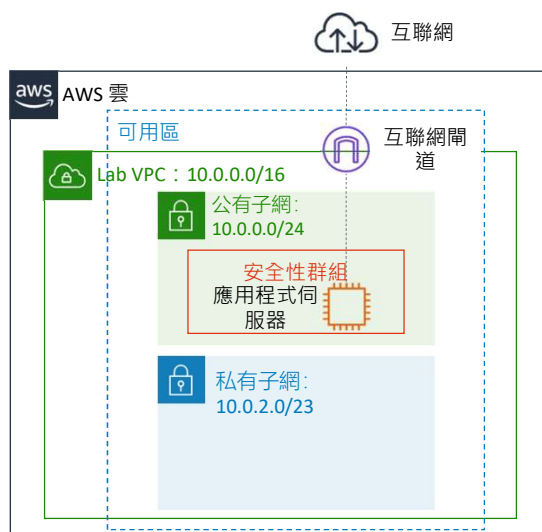 互聯網
aws
AWS 雲
可用區
互聯網閘
道
Lab VPC：10.0.0.0/16
公有子網：
10.0.0.0/24
安全性群組
應用程式伺
服器
私有子網：
10.0.2.0/23